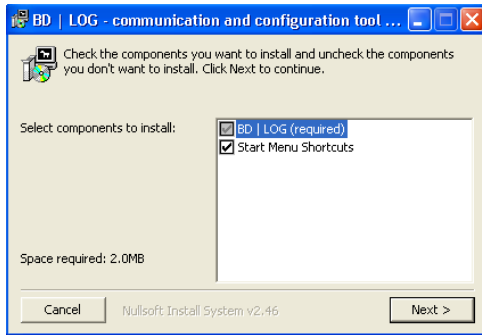 BD | LOG - communication and configuration tool ...
Check the components you want to install and uncheck the components
you don't want to install. Click Next to continue.
Select components to install:
BD | LOG (required)
Start Menu Shortcuts
Space required: 2.0MB
Cancel
Nullsoft Install System v2.46
Next >